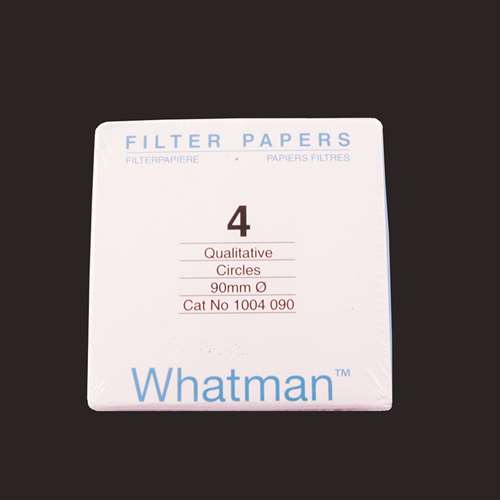 FILTER PAPERS
FILTERPAPIERE PAPIERS FILTRES
4
Qualitative
Circles
90mm Ø
Cat No 1004 090
Whatman™